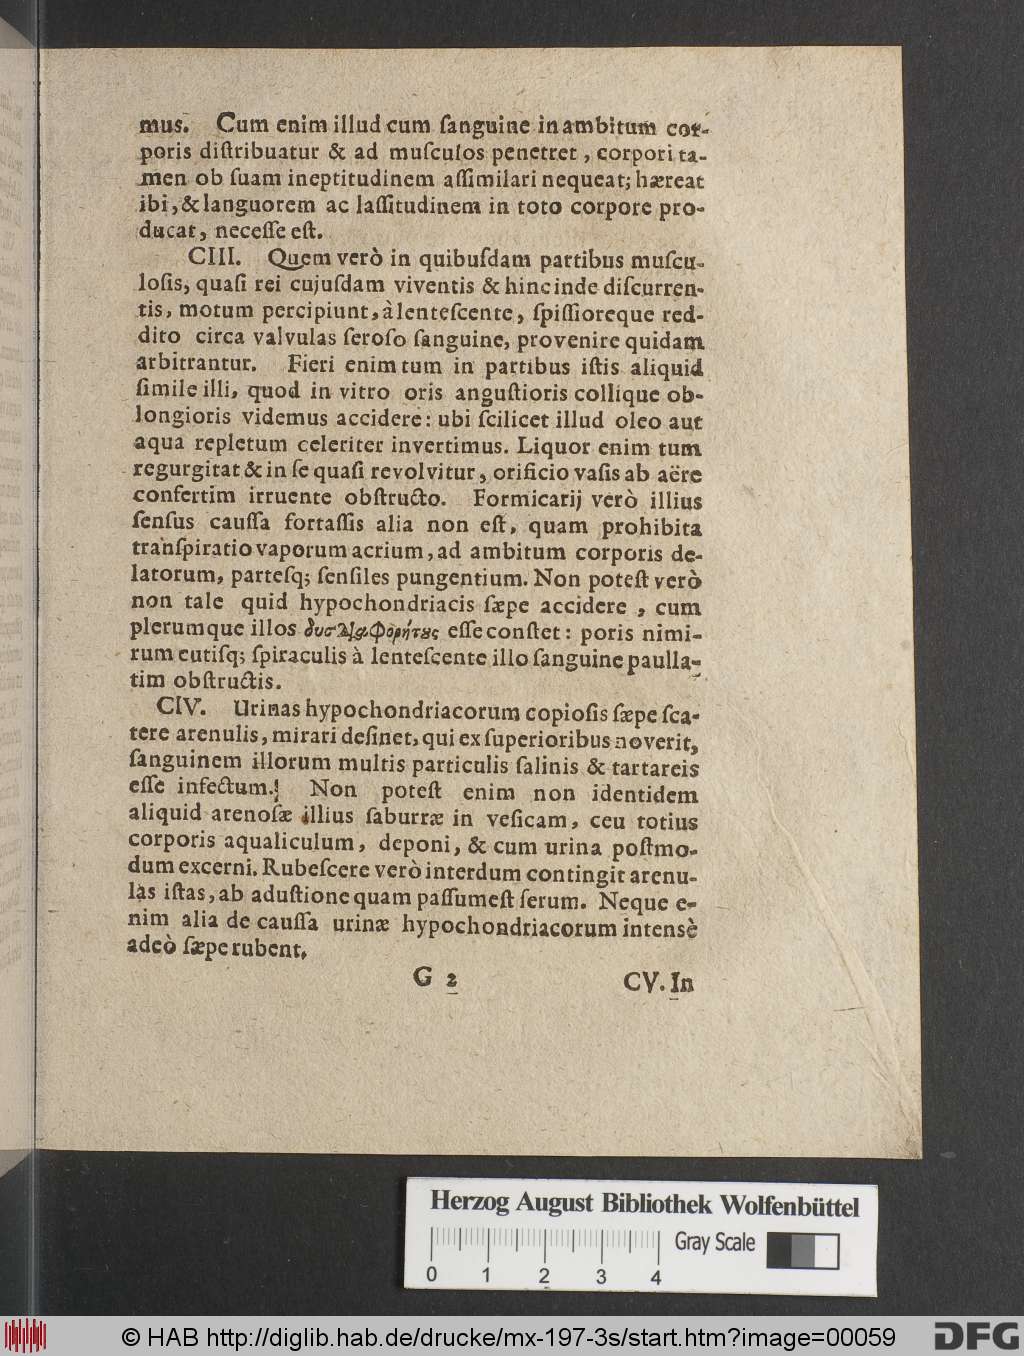 mus. Cum enim illud cum ſanguine in ambitum cor-
poris diſtribuatur & ad muſculos penetret, corpori ta-
men ob ſuam ineptitudinem aſſimilari nequeat; hæreat
ibi, & languorem ac laſſitudinem in toto corpore pro-
ducat, neceſſe eſt.
CIII. Quem verò in quibuſdam partibus muſcu-
loſis, quaſi rei cujuſdam viventis & hinc inde diſcurren-
tis, motum percipiunt, à lenteſcente, ſpiſſioreque red-
dito circa valvulas ſeroſo ſanguine, provenire quidam
arbitrantur. Fieri enim tum in partibus iſtis aliquid
ſimile illi, quod in vitro oris anguſtioris collique ob-
longioris videmus accidere: ubi ſcilicet illud oleo aut
aqua repletum celeriter invertimus. Liquor enim tum
regurgitat & in ſe quaſi revolvitur, orificio vaſis ab aëre
confertim irruente obſtructo. Formicarij verò illius
ſenſus cauſſa fortaſſis alia non eſt, quam prohibita
tranſpiratio vaporum acrium, ad ambitum corporis de-
latorum, parteſq; ſenſiles pungentium. Non poteſt verò
non tale quid hypochondriacis ſæpe accidere, cum
plerumque illos δυσδιαφορήτους eſſe conſtet: poris nimi-
rum cutiſq; ſpiraculis à lenteſcente illo ſanguine paulla-
tim obſtructis.
CIV. Urinas hypochondriacorum copioſis ſæpe ſca-
tere arenulis, mirari deſinet, qui ex ſuperioribus noverit,
ſanguinem illorum multis particulis ſalinis & tartareis
eſſe infectum. Non poteſt enim non identidem
aliquid arenoſæ illius ſaburræ in veſicam, ceu totius
corporis aqualiculum, deponi, & cum urina poſtmo-
dum excerni. Rubeſcere verò interdum contingit arenu-
las iſtas, ab aduſtione quam paſſum eſt ſerum. Neque e-
nim alia de cauſſa urinæ hypochondriacorum intensè
adeò ſæpe rubent.
G 2 CV. In
Herzog August Bibliothek Wolfenbüttel
Gray Scale
0 1 2 3 4
© HAB http://diglib.hab.de/drucke/mx-197-3s/start.htm?image=00059
DFG